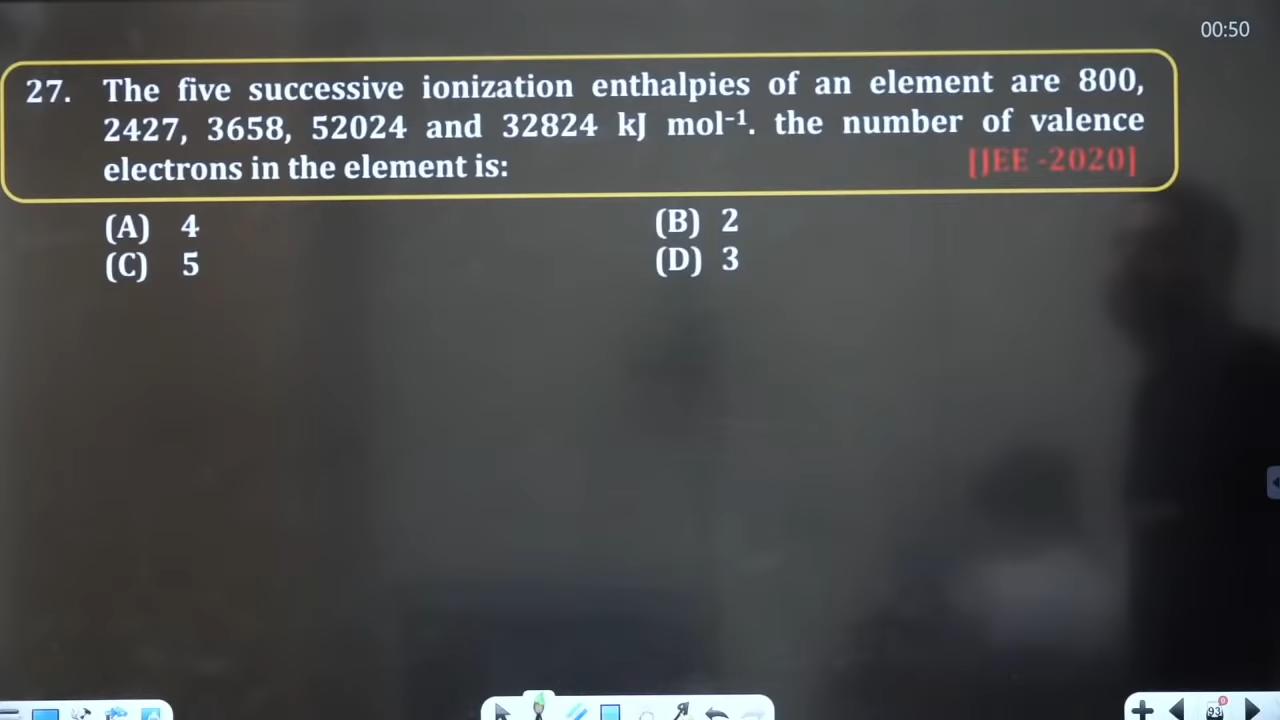 00:50
27. The five successive ionization enthalpies of an element are 800,
2427, 3658, 52024 and 32824 kJ mol⁻¹. the number of valence
electrons in the element is: [JEE -2020]
(A) 4 (B) 2
(C) 5 (D) 3
93